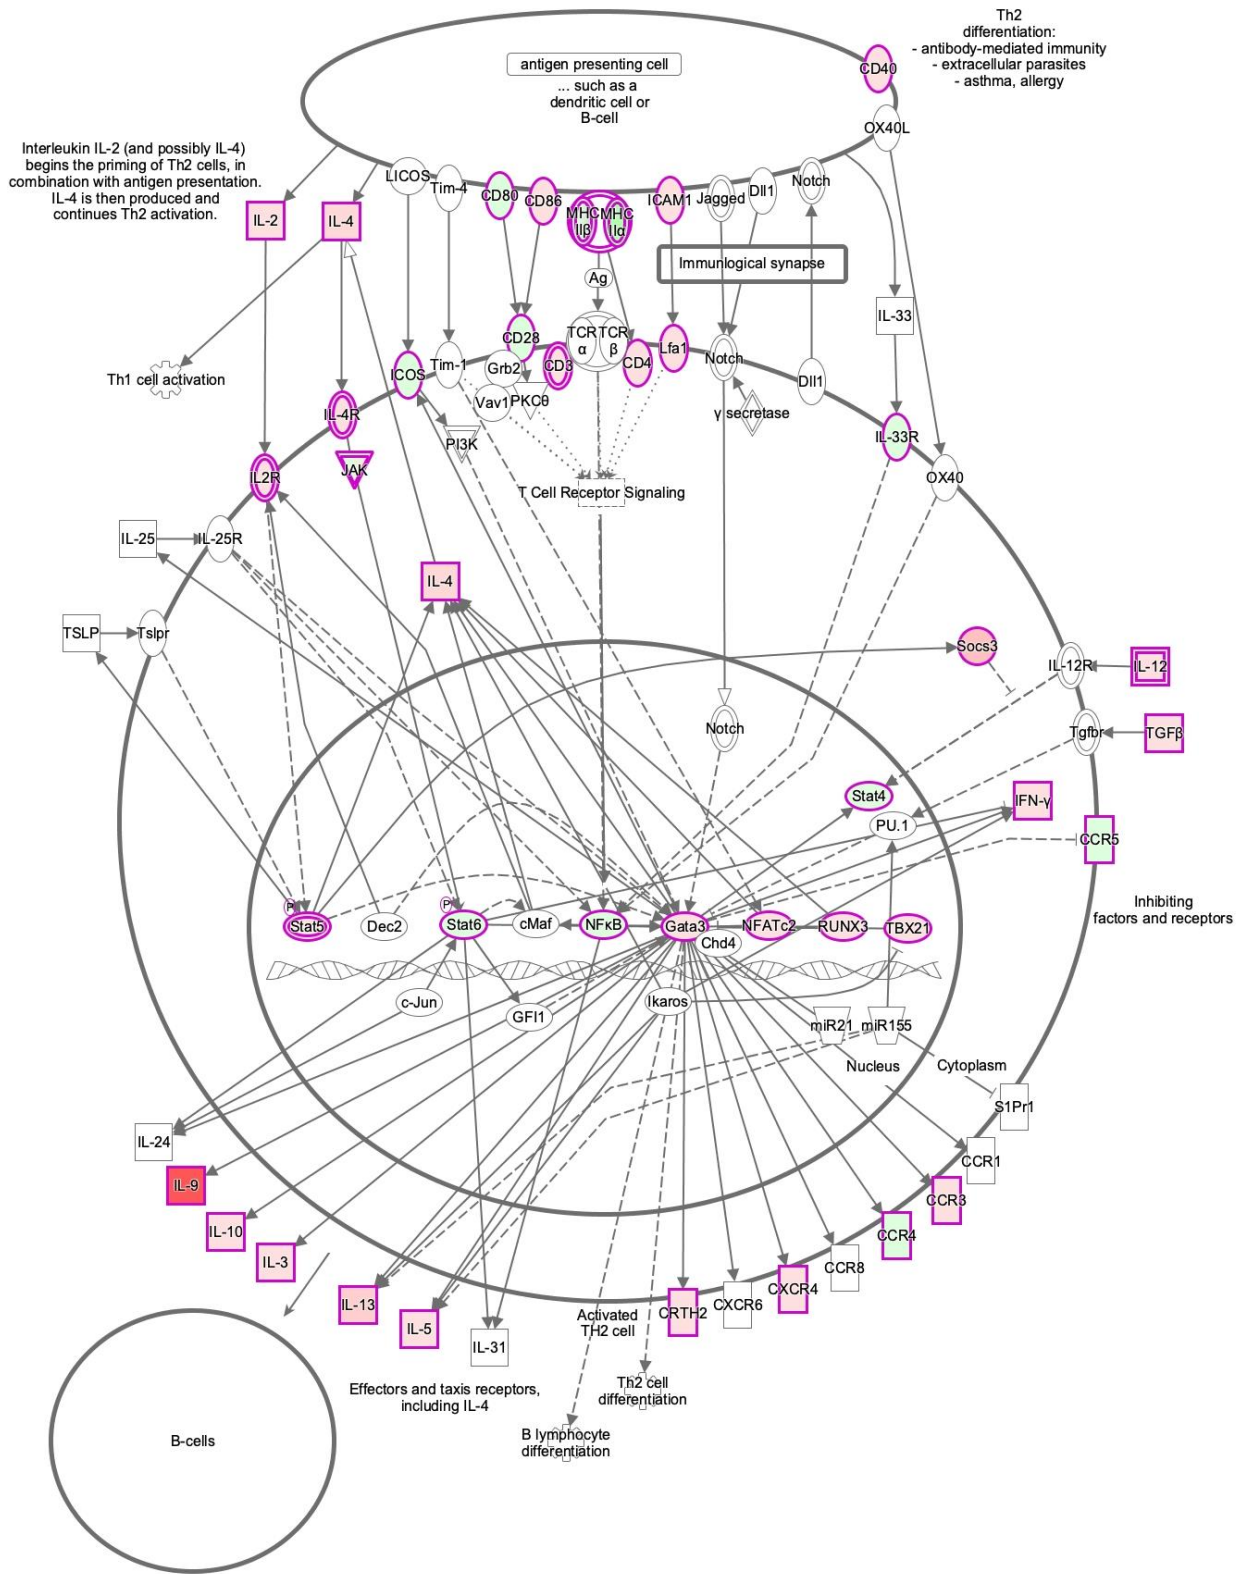 Th2
differentiation:
- antibody-mediated immunity
- extracellular parasites
- asthma, allergy
antigen presenting cell
... such as a
dendritic cell or
B-cell
CD40
OX40L
Interleukin IL-2 (and possibly IL-4)
begins the priming of Th2 cells, in
combination with antigen presentation.
IL-4 is then produced and
continues Th2 activation.
LICOS
Tim-4
CD80
CD86
MHC
IIβ
MHC
IIα
ICAM1
Jagged
Dll1
Notch
IL-2
IL-4
Immunlogical synapse
Ag
IL-33
TCR
α
TCR
β
CD28
CD3
CD4
Lfa1
Notch
Th1 cell activation
ICOS
Tim-1
Grb2
Vav1
PKCθ
Dll1
γ secretase
IL-4R
JAK
PI3K
IL-33R
IL2R
OX40
T Cell Receptor Signaling
IL-25
IL-25R
IL-4
TSLP
Tslpr
Socs3
IL-12R
IL-12
Notch
Tgfbr
TGFβ
Stat4
IFN-γ
PU.1
CCR5
P
Stat5
Dec2
P
Stat6
cMaf
NFκB
Gata3
Chd4
NFATc2
RUNX3
TBX21
Inhibiting
factors and receptors
c-Jun
GFI1
Ikaros
miR21
miR155
Nucleus
Cytoplasm
S1Pr1
IL-24
CCR1
IL-9
CCR3
IL-10
CCR4
IL-3
CCR8
IL-13
IL-5
IL-31
CRTH2
CXCR6
CXCR4
Activated
TH2 cell
Effectors and taxis receptors,
including IL-4
Th2 cell
differentiation
B lymphocyte
differentiation
B-cells